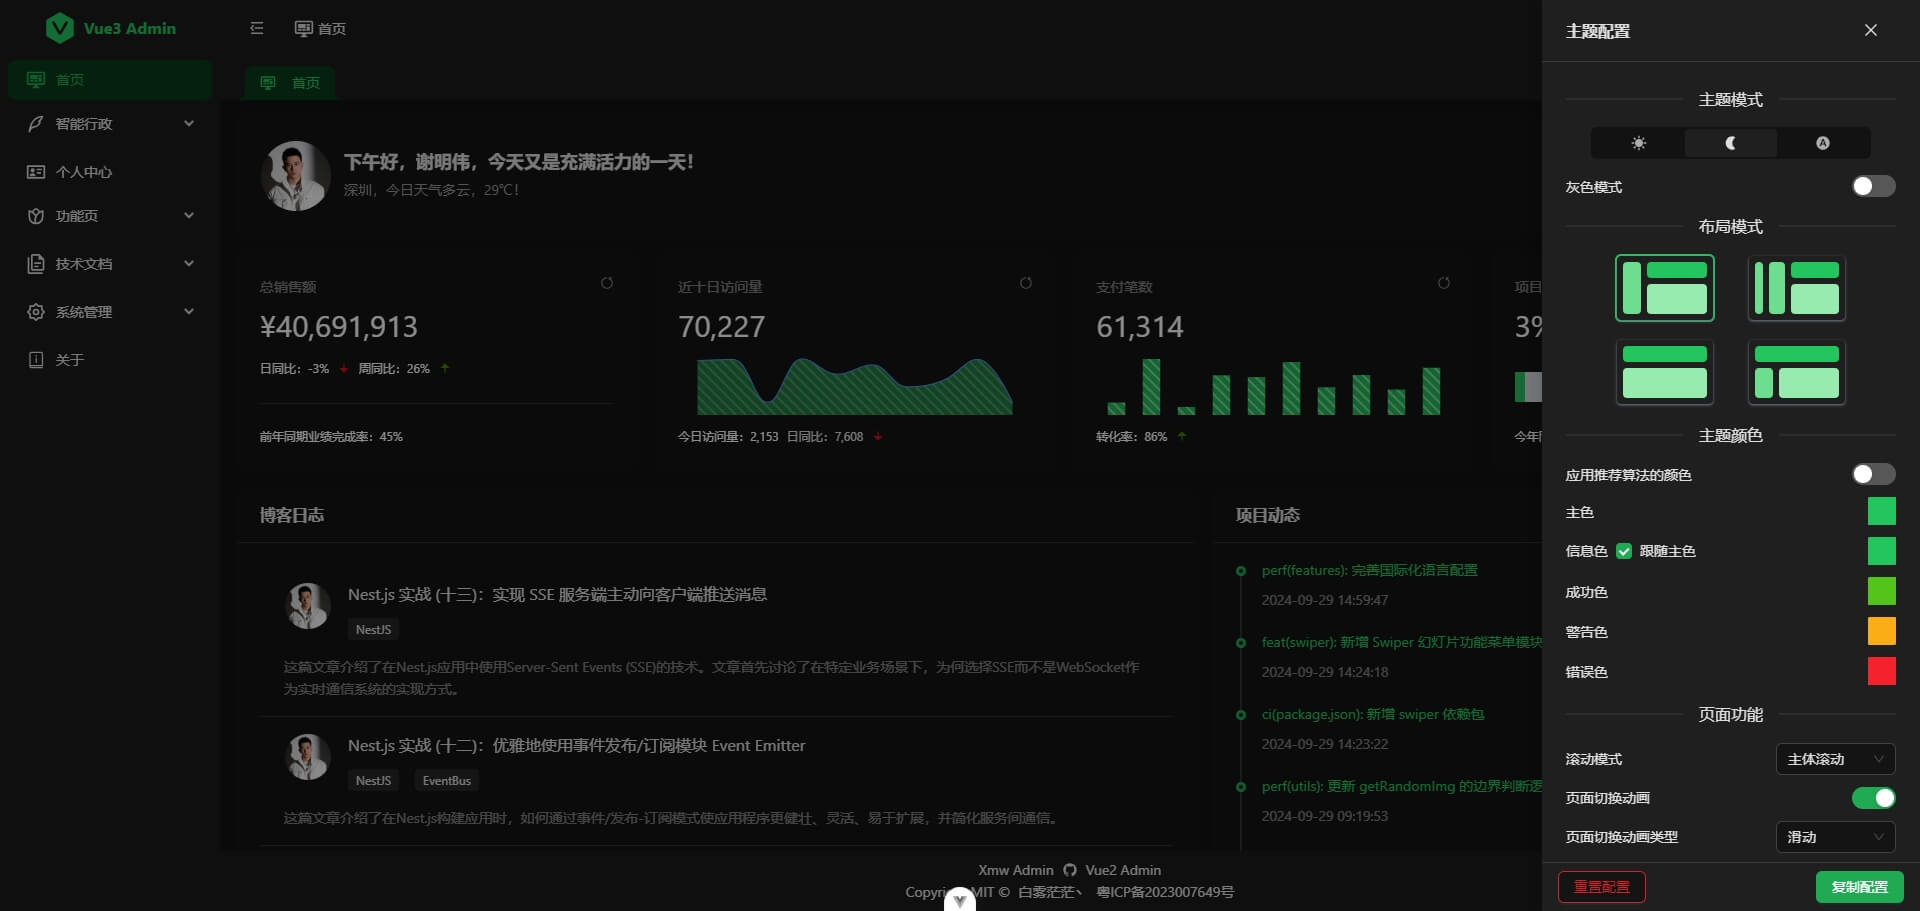 Vue3 Admin
首页
智能行政
个人中心
功能页
技术文档
系统管理
关于
首页
首页
下午好，谢明伟，今天又是充满活力的一天！
深圳，今日天气多云，29℃！
总销售额
¥40,691,913
日同比：-3% 周同比：26%
前年同期业绩完成率：45%
近十日访问量
70,227
今日访问量：2,153 日同比：7,608
支付笔数
61,314
转化率：86%
项目
3%
今年
博客日志
Nest.js 实战 (十三)：实现 SSE 服务端主动向客户端推送消息
NestJS
这篇文章介绍了在Nest.js应用中使用Server-Sent Events (SSE)的技术。文章首先讨论了在特定业务场景下，为何选择SSE而不是WebSocket作
为实时通信系统的实现方式。
Nest.js 实战 (十二)：优雅地使用事件发布/订阅模块 Event Emitter
NestJS EventBus
这篇文章介绍了在Nest.js构建应用时，如何通过事件/发布-订阅模式使应用程序更健壮、灵活、易于扩展，并简化服务间通信。
项目动态
perf(features): 完善国际化语言配置
2024-09-29 14:59:47
feat(swiper): 新增 Swiper 幻灯片功能菜单模块
2024-09-29 14:24:18
ci(package.json): 新增 swiper 依赖包
2024-09-29 14:23:22
perf(utils): 更新 getRandomImg 的边界判断逻
2024-09-29 09:19:53
Xmw Admin Vue2 Admin
Copyri MIT © 白雾茫茫丶 粤ICP备2023007649号
主题配置
主题模式
A
灰色模式
布局模式
主题颜色
应用推荐算法的颜色
主色
信息色 跟随主色
成功色
警告色
错误色
页面功能
滚动模式 主体滚动
页面切换动画
页面切换动画类型 滑动
重置配置 复制配置